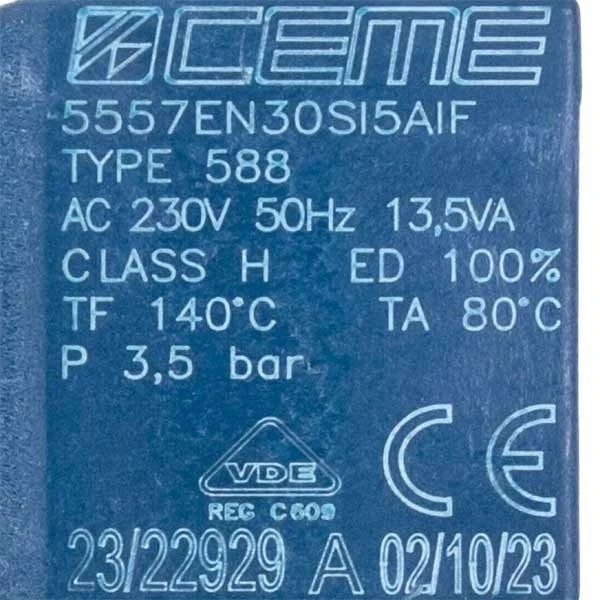 CEME
5557EN30SI5AIF
TYPE 588
AC 230V 50Hz 13,5VA
CLASS H ED 100%
TF 140°C TA 80°C
P 3,5 bar
VDE
REG C609
CE
23/22929 A 02/10/23